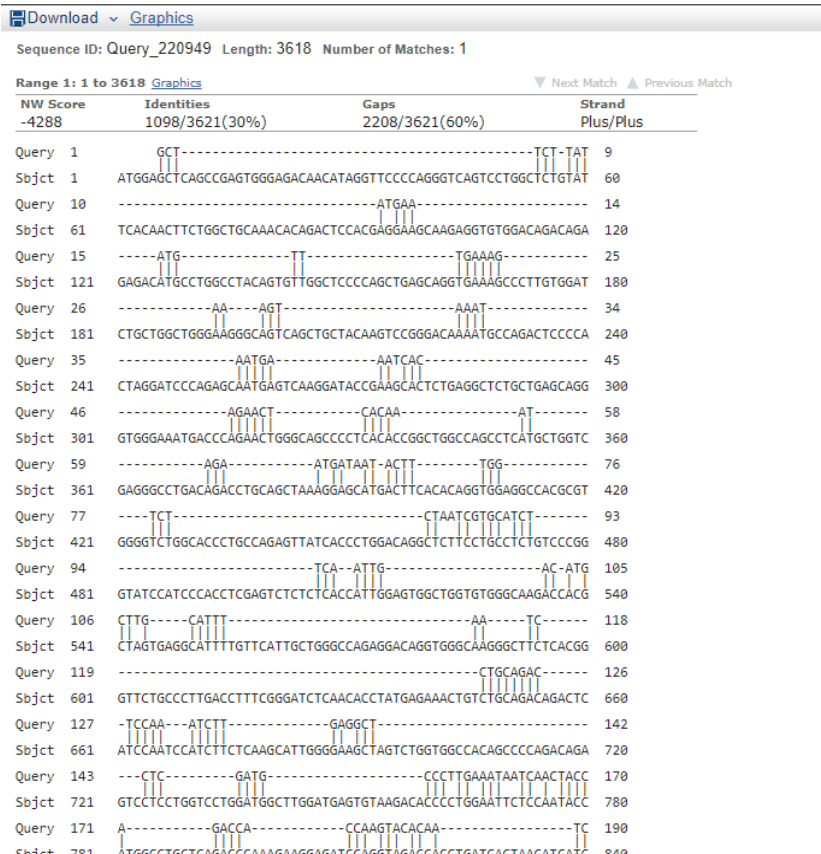 Download Graphics
Sequence ID: Query_220949 Length: 3618 Number of Matches: 1
Range 1: 1 to 3618 Graphics Next Match Previous Match
NW Score Identities Gaps Strand
-4288 1098/3621(30%) 2208/3621(60%) Plus/Plus
Query 1 GCT---------------------------------------------TCT-TAT 9
Sbjct 1 ATGGAGCTCAGCCGAGTGGGAGACAACATAGGTTCCCCAGGGTCAGTCCTGGCTCTGTAT 60
Query 10 ---------------------------------ATGAA---------------------- 14
Sbjct 61 TCACAACTTCTGGCTGCAAACACAGACTCCACGAGGAAGCAAGAGGTGTGGACAGACAGA 120
Query 15 -----ATG--------------TT-------------------TGAAAG----------- 25
Sbjct 121 GAGACATGCCTGGCCTACAGTGTTGGCTCCCCAGCTGAGCAGGTGAAAGCCCTTGTGGAT 180
Query 26 ------------AA----AGT----------------------AAAT------------- 34
Sbjct 181 CTGCTGGCTGGGAAGGGCAGTCAGCTGCTACAAGTCCGGGACAAAATGCCAGACTCCCCA 240
Query 35 ---------------AATGA-------------AATCAC--------------------- 45
Sbjct 241 CTAGGATCCCAGAGCAATGAGTCAAGGATACCGAAGCACTCTGAGGCTCTGCTGAGCAGG 300
Query 46 --------------AGAACT-----------CACAA---------------AT------- 58
Sbjct 301 GTGGGAAATGACCCAGAACTGGGCAGCCCCTCACACCGGCTGGCCAGCCTCATGCTGGTC 360
Query 59 -----------AGA-----------ATGATAAT-ACTT--------TGG----------- 76
Sbjct 361 GAGGGCCTGACAGACCTGCAGCTAAAGGAGCATGACTTCACACAGGTGGAGGCCACGCGT 420
Query 77 ----TCT--------------------------------CTAATCGTGCATCT------- 93
Sbjct 421 GGGGTCTGGCACCCTGCCAGAGTTATCACCCTGGACAGGCTCTTCCTGCCTCTGTCCCGG 480
Query 94 -------------------------TCA--ATTG--------------------AC-ATG 105
Sbjct 481 GTATCCATCCCACCTCGAGTCTCTCTCACCATTGGAGTGGCTGGTGTGGGCAAGACCACG 540
Query 106 CTTG-----CATTT-------------------------------AA-----TC------ 118
Sbjct 541 CTAGTGAGGCATTTTGTTCATTGCTGGGCCAGAGGACAGGTGGGCAAGGGCTTCTCACGG 600
Query 119 ----------------------------------------------CTGCAGAC------ 126
Sbjct 601 GTTCTGCCCTTGACCTTTCGGGATCTCAACACCTATGAGAAACTGTCTGCAGACAGACTC 660
Query 127 -TCCAA---ATCTT-------------GAGGCT--------------------------- 142
Sbjct 661 ATCCAATCCATCTTCTCAAGCATTGGGGAAGCTAGTCTGGTGGCCACAGCCCCAGACAGA 720
Query 143 ---CTC---------GATG--------------------CCCTTGAAATAATCAACTACC 170
Sbjct 721 GTCCTCCTGGTCCTGGATGGCTTGGATGAGTGTAAGACACCCCTGGAATTCTCCAATACC 780
Query 171 A-----------GACCA------------CCAAGTACACAA-----------------TC 190
Sbjct 781 ATGGCCTGCTCAGACCCAAAGAAGGAGATCCAGGTAGACCACCTGATCACTAACATCATC 840